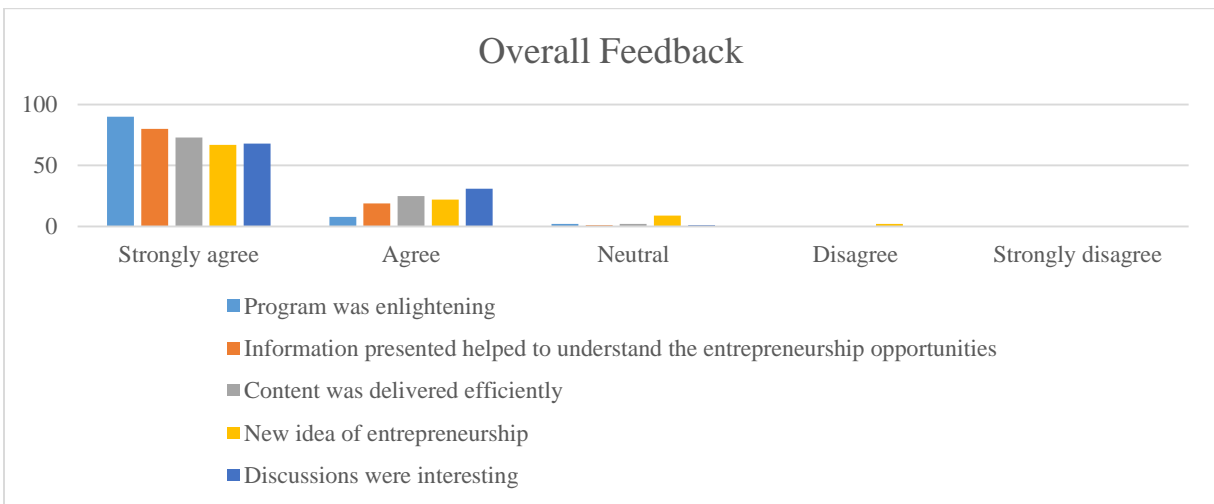 Overall Feedback
100
50
0
Strongly agree
Agree
Neutral
Disagree
Strongly disagree
Program was enlightening
Information presented helped to understand the entrepreneurship opportunities
Content was delivered efficiently
New idea of entrepreneurship
Discussions were interesting